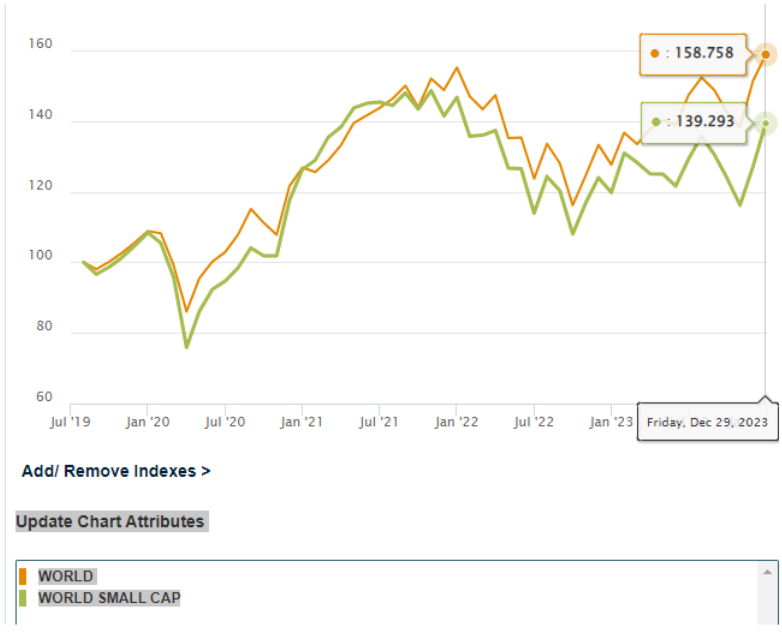 160
: 158.758
140
: 139.293
120
100
80
60
Jul '19 Jan '20 Jul '20 Jan '21 Jul '21 Jan '22 Jul '22 Jan '23
Friday, Dec 29, 2023
Add/ Remove Indexes >
Update Chart Attributes
WORLD
WORLD SMALL CAP